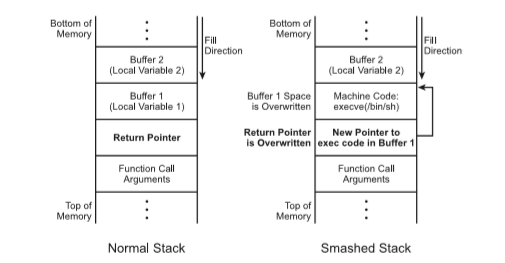 Bottom of
Memory
Fill
Direction
Buffer 2
(Local Variable 2)
Buffer 1
(Local Variable 1)
Return Pointer
Function Call
Arguments
Top of
Memory
Normal Stack
Bottom of
Memory
Fill
Direction
Buffer 2
(Local Variable 2)
Buffer 1 Space
is Overwritten
Machine Code:
execve(/bin/sh)
Return Pointer
is Overwritten
New Pointer to
exec code in Buffer 1
Function Call
Arguments
Top of
Memory
Smashed Stack